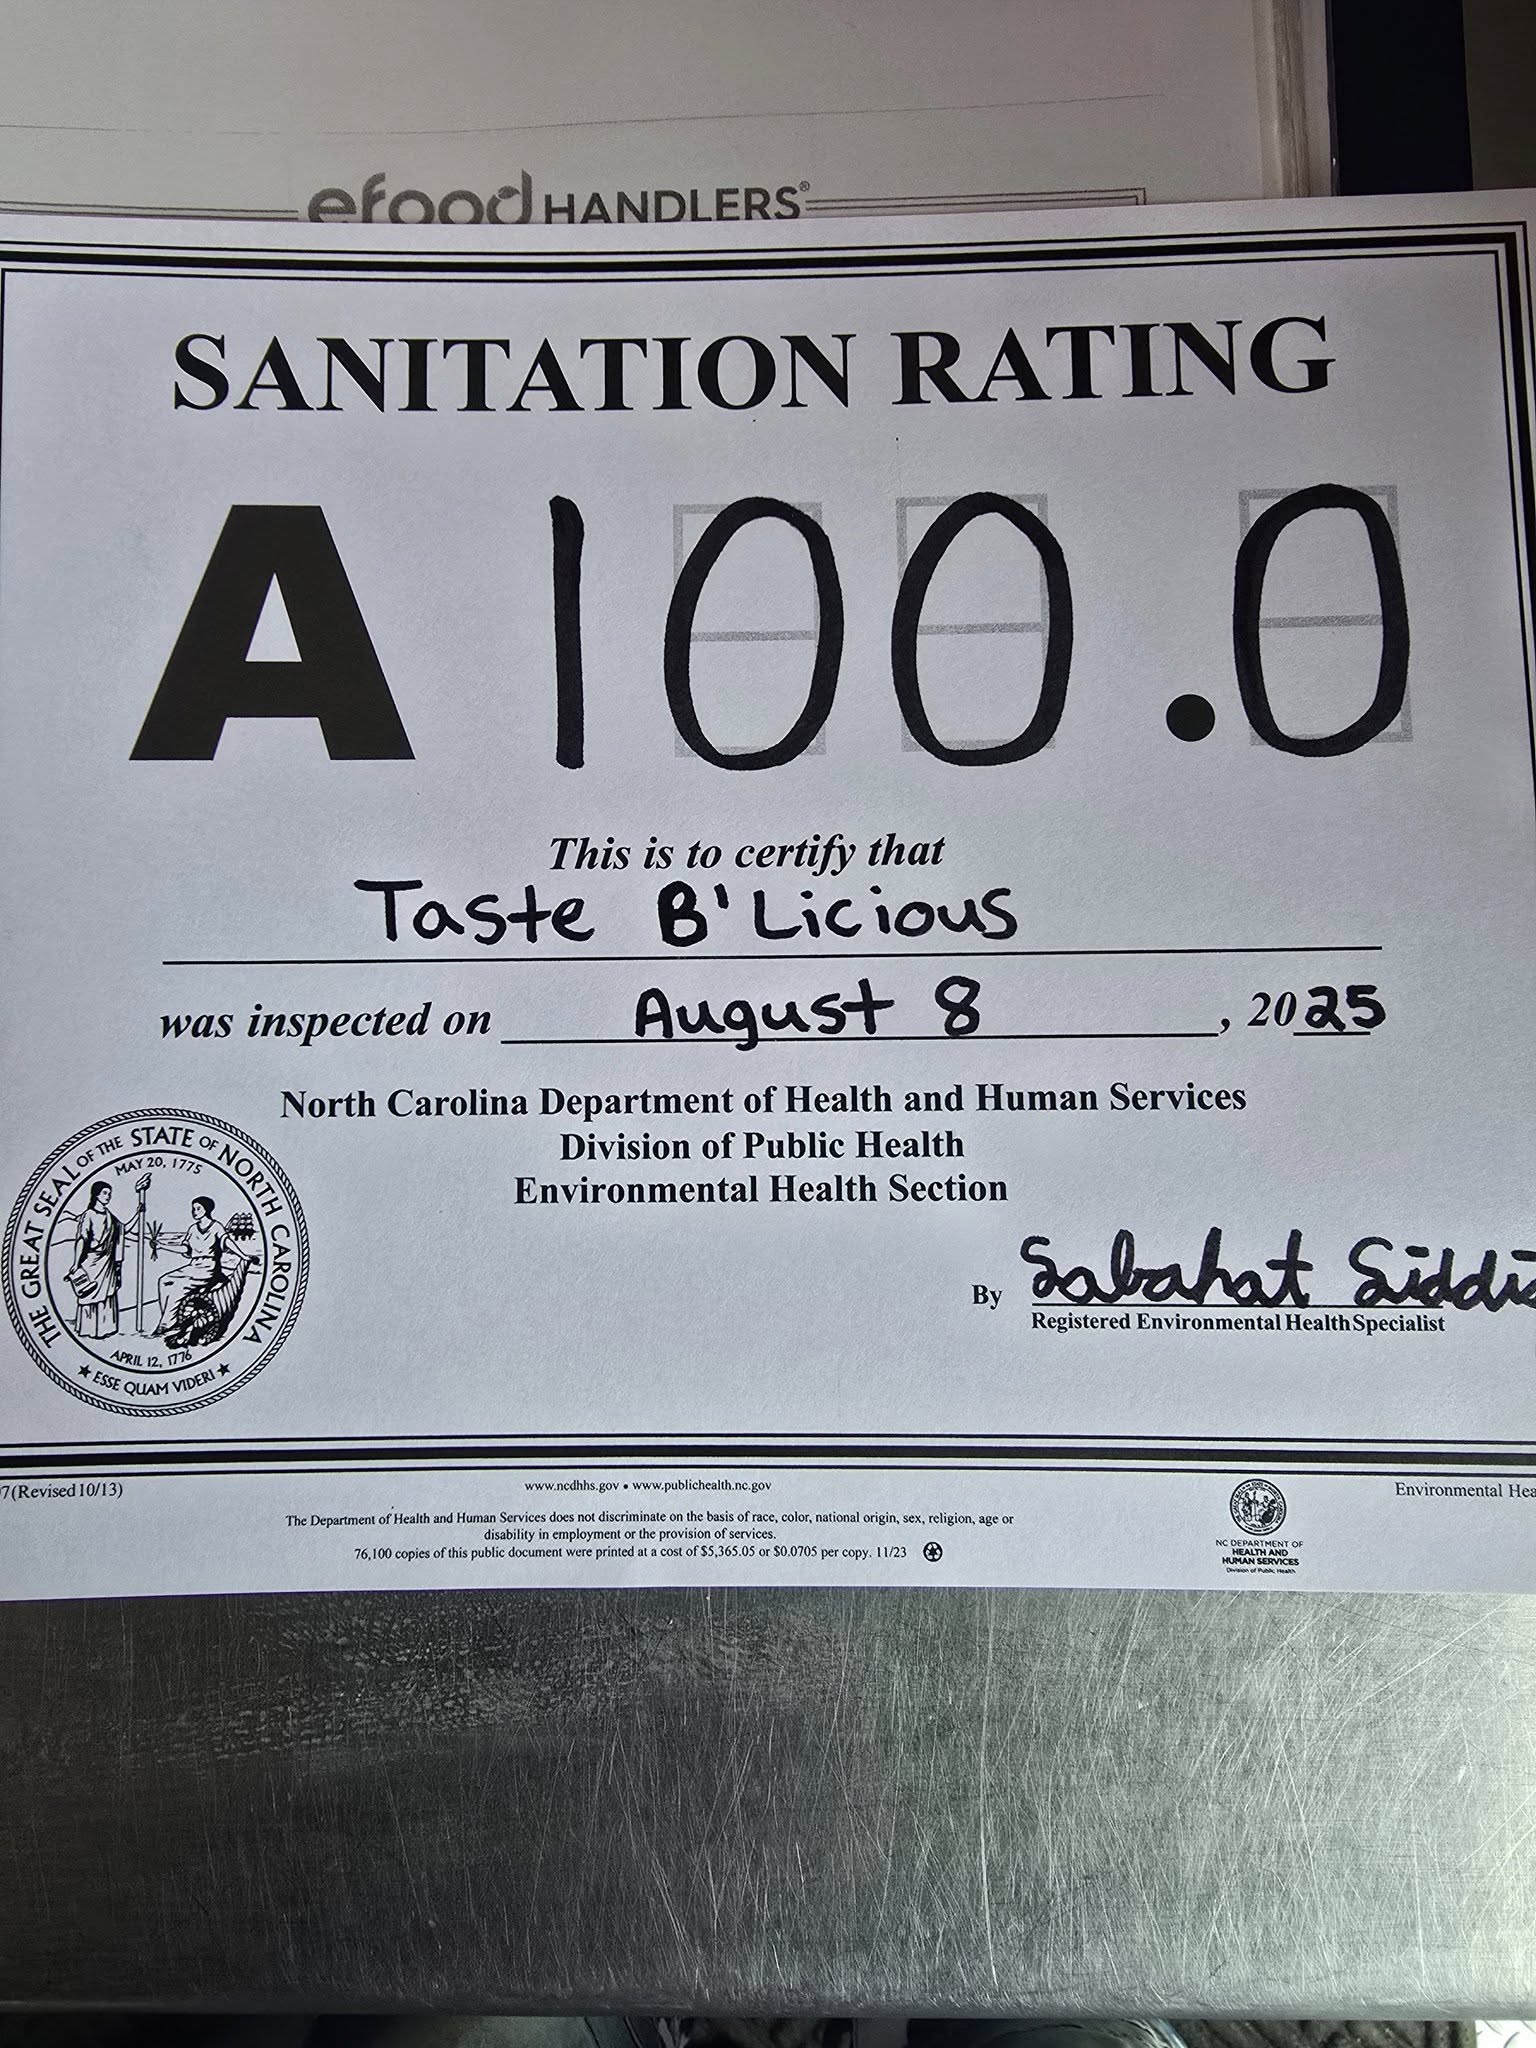 efood HANDLERS®
SANITATION RATING
A 100.0
This is to certify that
Taste B'Licious
was inspected on August 8, 2025
North Carolina Department of Health and Human Services
Division of Public Health
Environmental Health Section
THE GREAT SEAL OF THE STATE OF NORTH CAROLINA
MAY 20, 1775
APRIL 12, 1776
★ ESSE QUAM VIDERI ★
By Sabahat Siddi
Registered Environmental Health Specialist
7 (Revised 10/13)
www.ncdhhs.gov • www.publichealth.nc.gov
Environmental Hea
The Department of Health and Human Services does not discriminate on the basis of race, color, national origin, sex, religion, age or
disability in employment or the provision of services.
76,100 copies of this public document were printed at a cost of $5,365.05 or $0.0705 per copy. 11/23
NC DEPARTMENT OF
HEALTH AND
HUMAN SERVICES
Division of Public Health